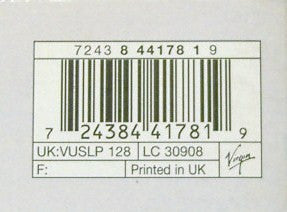 7243 8 44178 1 9
7 24384 41781 9
UK:VUSLP 128 LC 30908 Virgin
F: Printed in UK